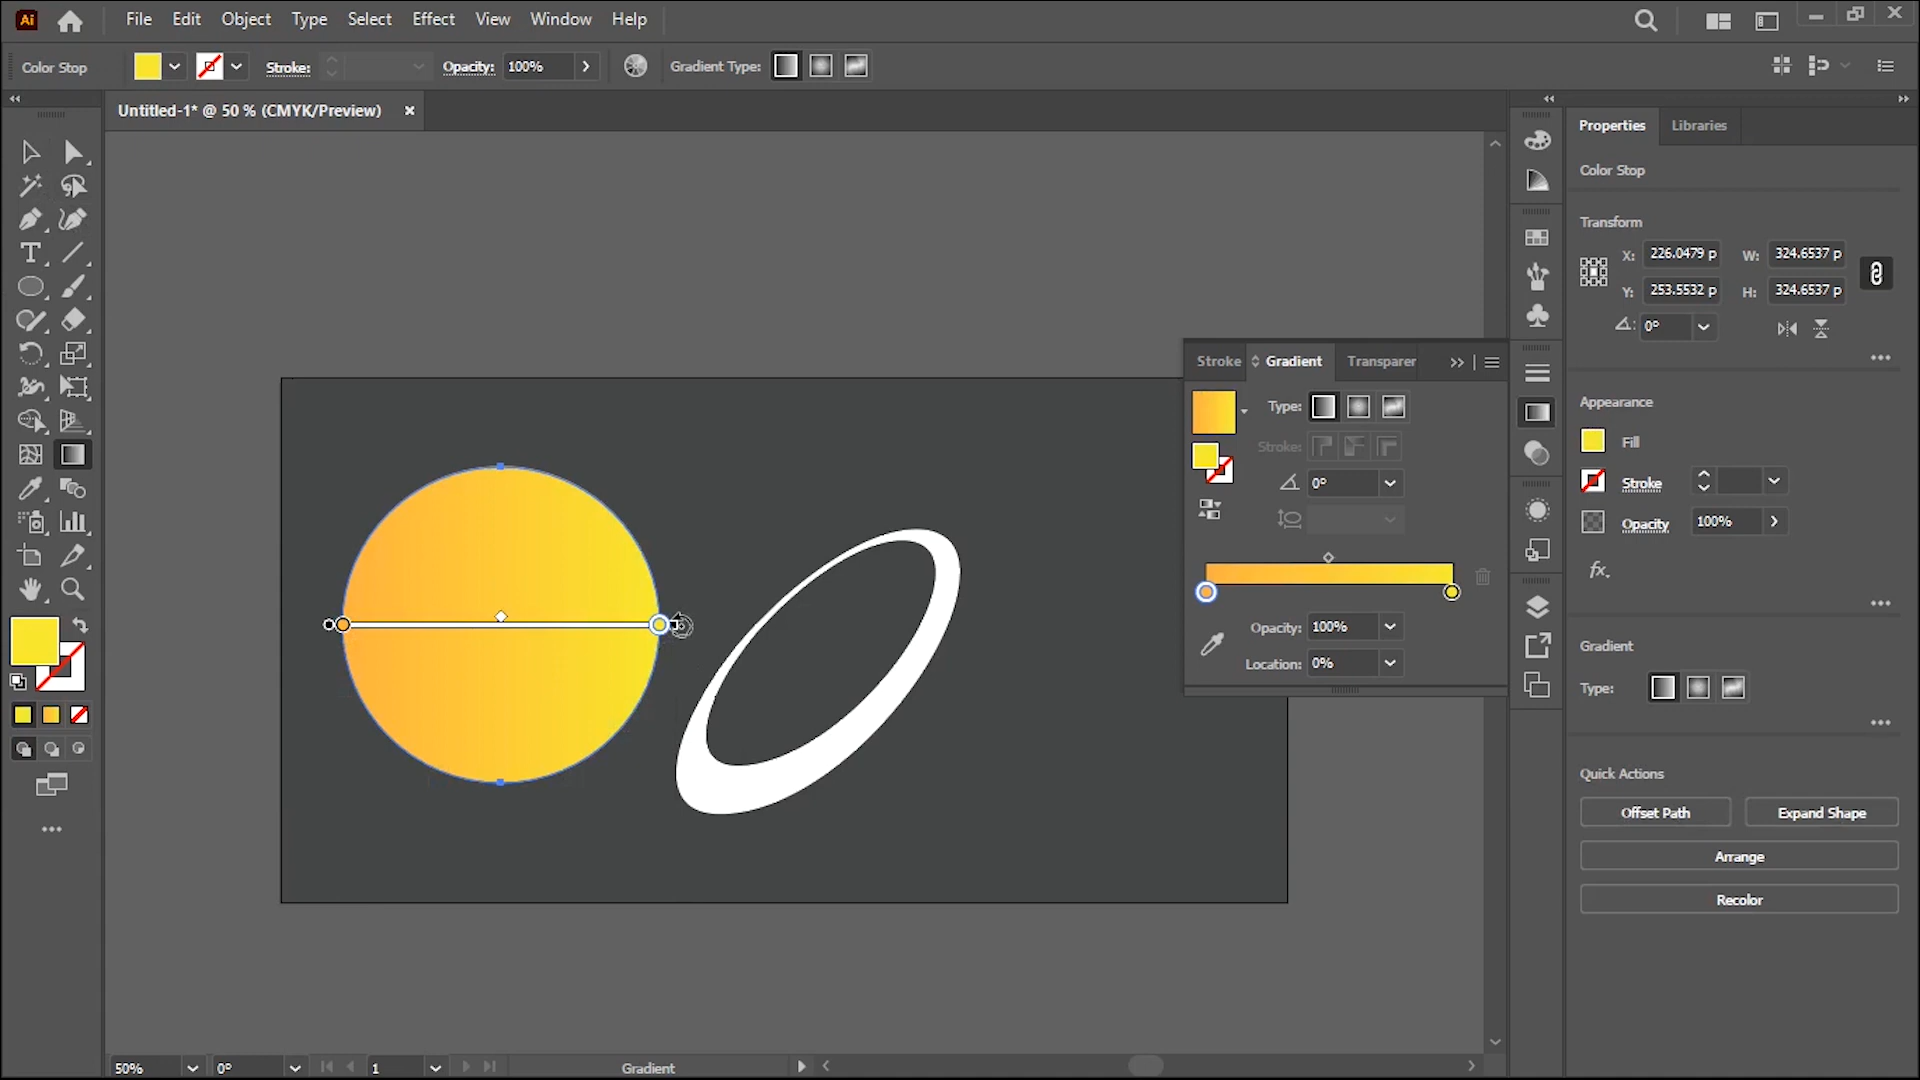 Ai File Edit Object Type Select Effect View Window Help
Color Stop Stroke: Opacity: 100% Gradient Type:
Untitled-1* @ 50 % (CMYK/Preview)
Properties Libraries
Color Stop
Transform
X: 226.0479 p W: 324.6537 p
Y: 253.5532 p H: 324.6537 p
0°
Stroke Gradient Transparer
Type:
Stroke:
0°
Opacity: 100%
Location: 0%
Appearance
Fill
Stroke
Opacity 100%
fx.
Gradient
Type:
Quick Actions
Offset Path Expand Shape
Arrange
Recolor
50% 0° 1 Gradient